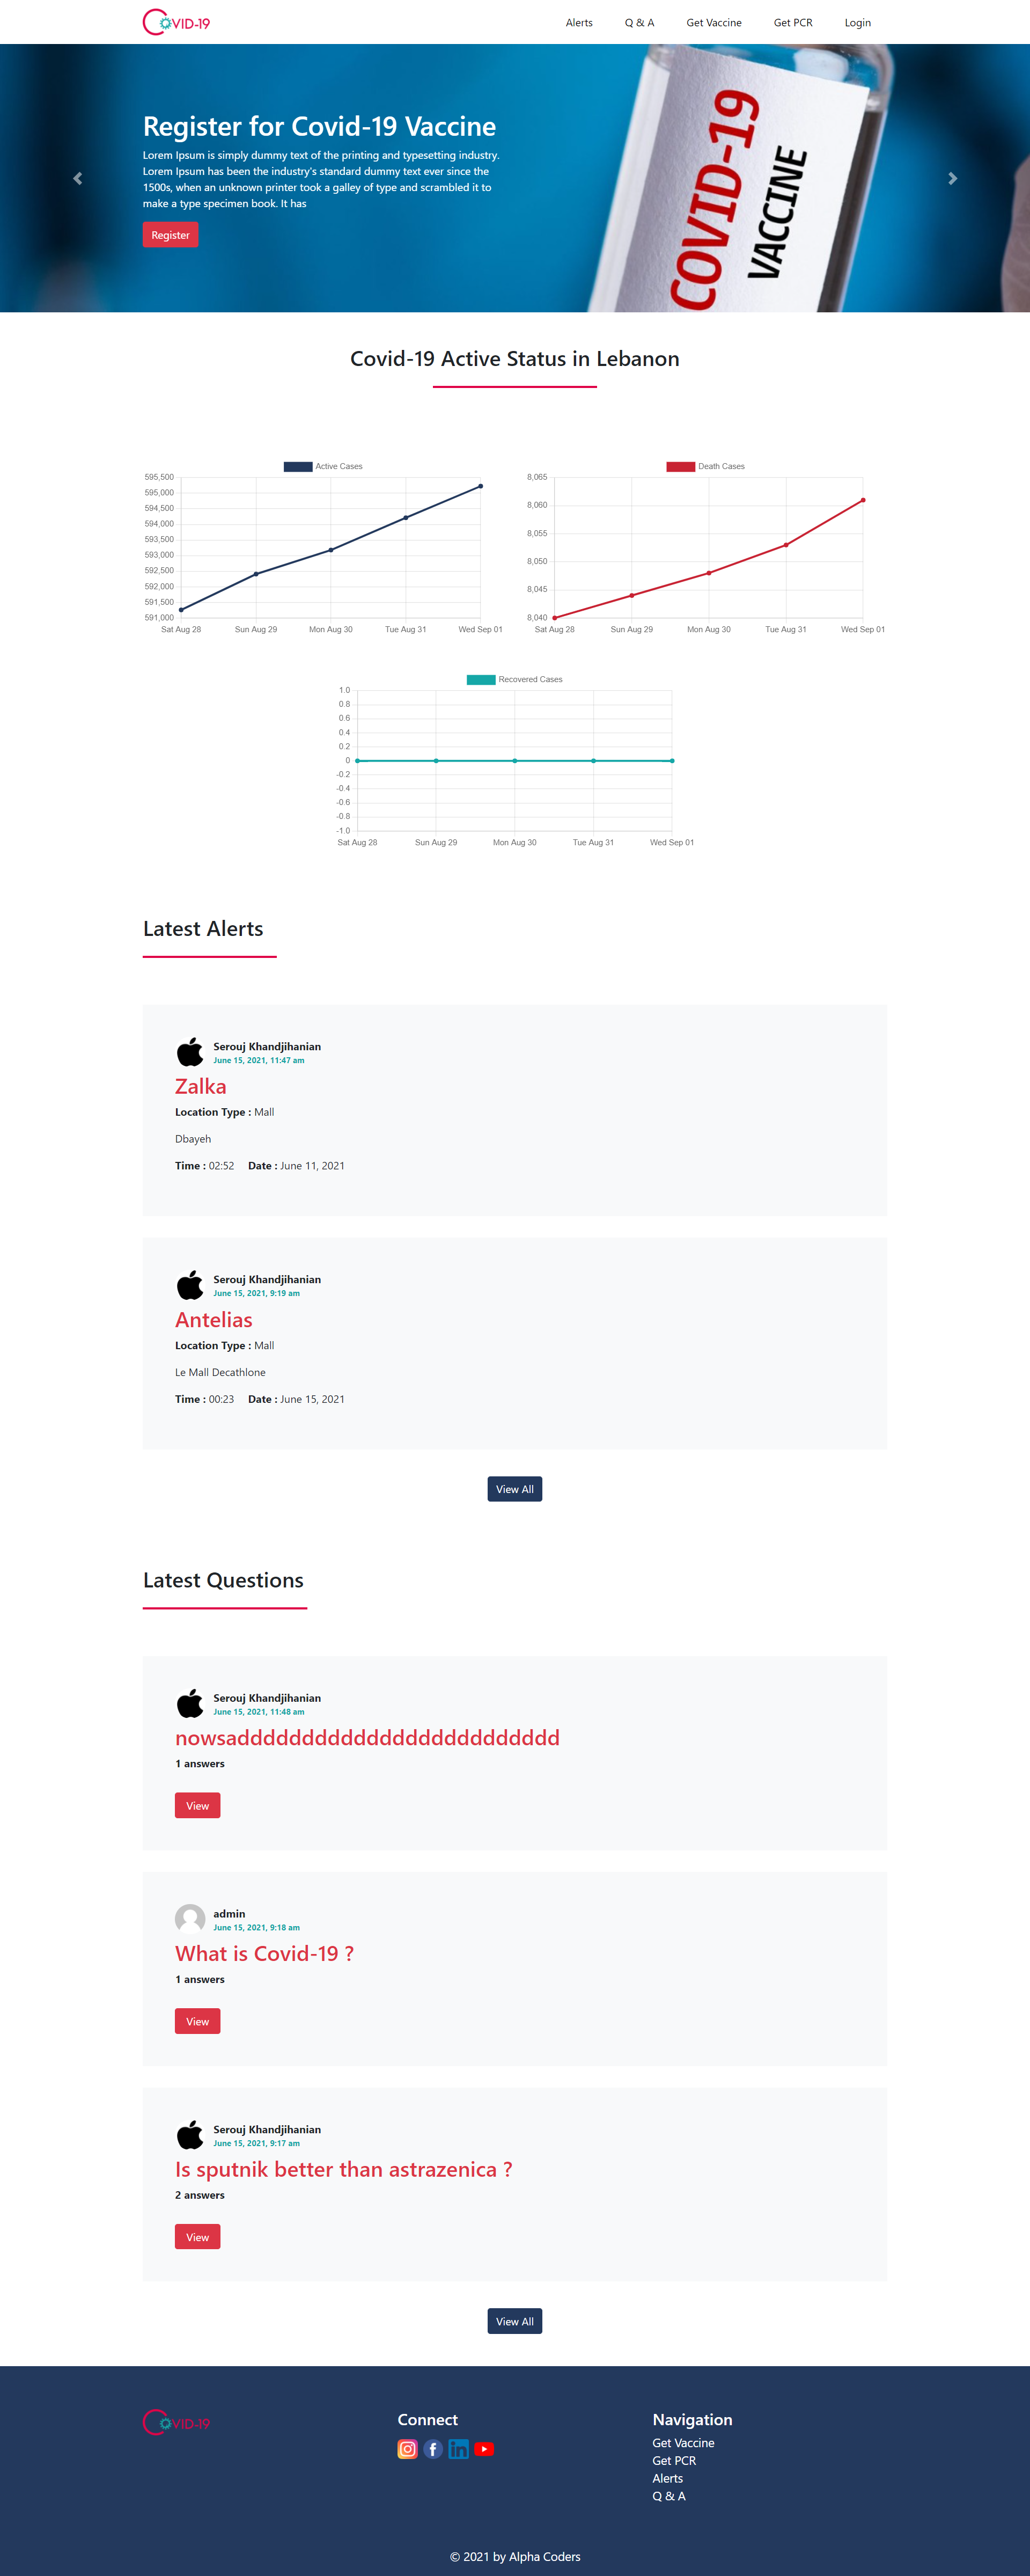 COVID-19
Alerts
Q & A
Get Vaccine
Get PCR
Login
Register for Covid-19 Vaccine
Lorem Ipsum is simply dummy text of the printing and typesetting industry.
Lorem Ipsum has been the industry's standard dummy text ever since the
1500s, when an unknown printer took a galley of type and scrambled it to
make a type specimen book. It has
Register
COVID-19
VACCINE
Covid-19 Active Status in Lebanon
Active Cases
595,500
595,000
594,500
594,000
593,500
593,000
592,500
592,000
591,500
591,000
Sat Aug 28
Sun Aug 29
Mon Aug 30
Tue Aug 31
Wed Sep 01
Death Cases
8,065
8,060
8,055
8,050
8,045
8,040
Sat Aug 28
Sun Aug 29
Mon Aug 30
Tue Aug 31
Wed Sep 01
Recovered Cases
1.0
0.8
0.6
0.4
0.2
0
-0.2
-0.4
-0.6
-0.8
-1.0
Sat Aug 28
Sun Aug 29
Mon Aug 30
Tue Aug 31
Wed Sep 01
Latest Alerts
Serouj Khandjihanian
June 15, 2021, 11:47 am
Zalka
Location Type : Mall
Dbayeh
Time : 02:52 Date : June 11, 2021
Serouj Khandjihanian
June 15, 2021, 9:19 am
Antelias
Location Type : Mall
Le Mall Decathlone
Time : 00:23 Date : June 15, 2021
View All
Latest Questions
Serouj Khandjihanian
June 15, 2021, 11:48 am
nowsaddddddddddddddddddddddddd
1 answers
View
admin
June 15, 2021, 9:18 am
What is Covid-19 ?
1 answers
View
Serouj Khandjihanian
June 15, 2021, 9:17 am
Is sputnik better than astrazenica ?
2 answers
View
View All
COVID-19
Connect
Navigation
Get Vaccine
Get PCR
Alerts
Q & A
© 2021 by Alpha Coders